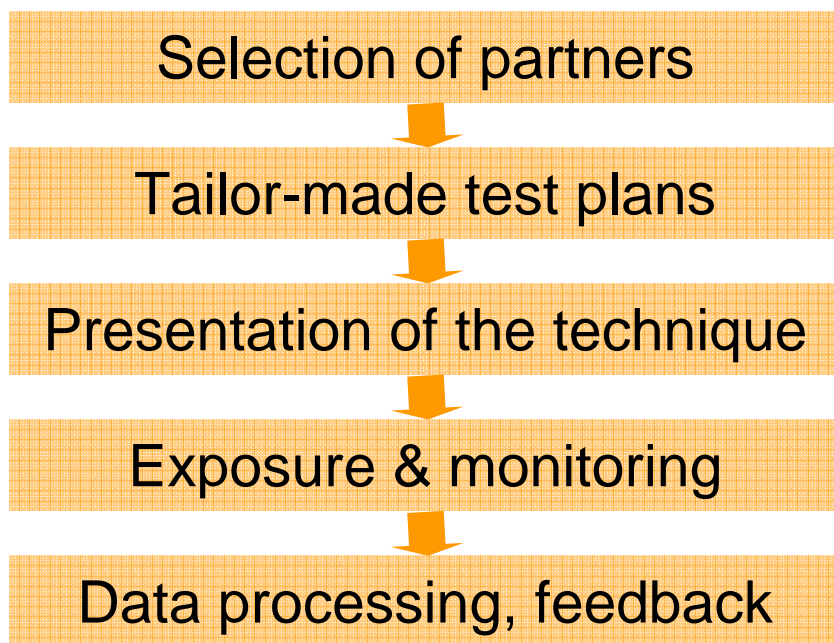 Selection of partners
Tailor-made test plans
Presentation of the technique
Exposure & monitoring
Data processing, feedback